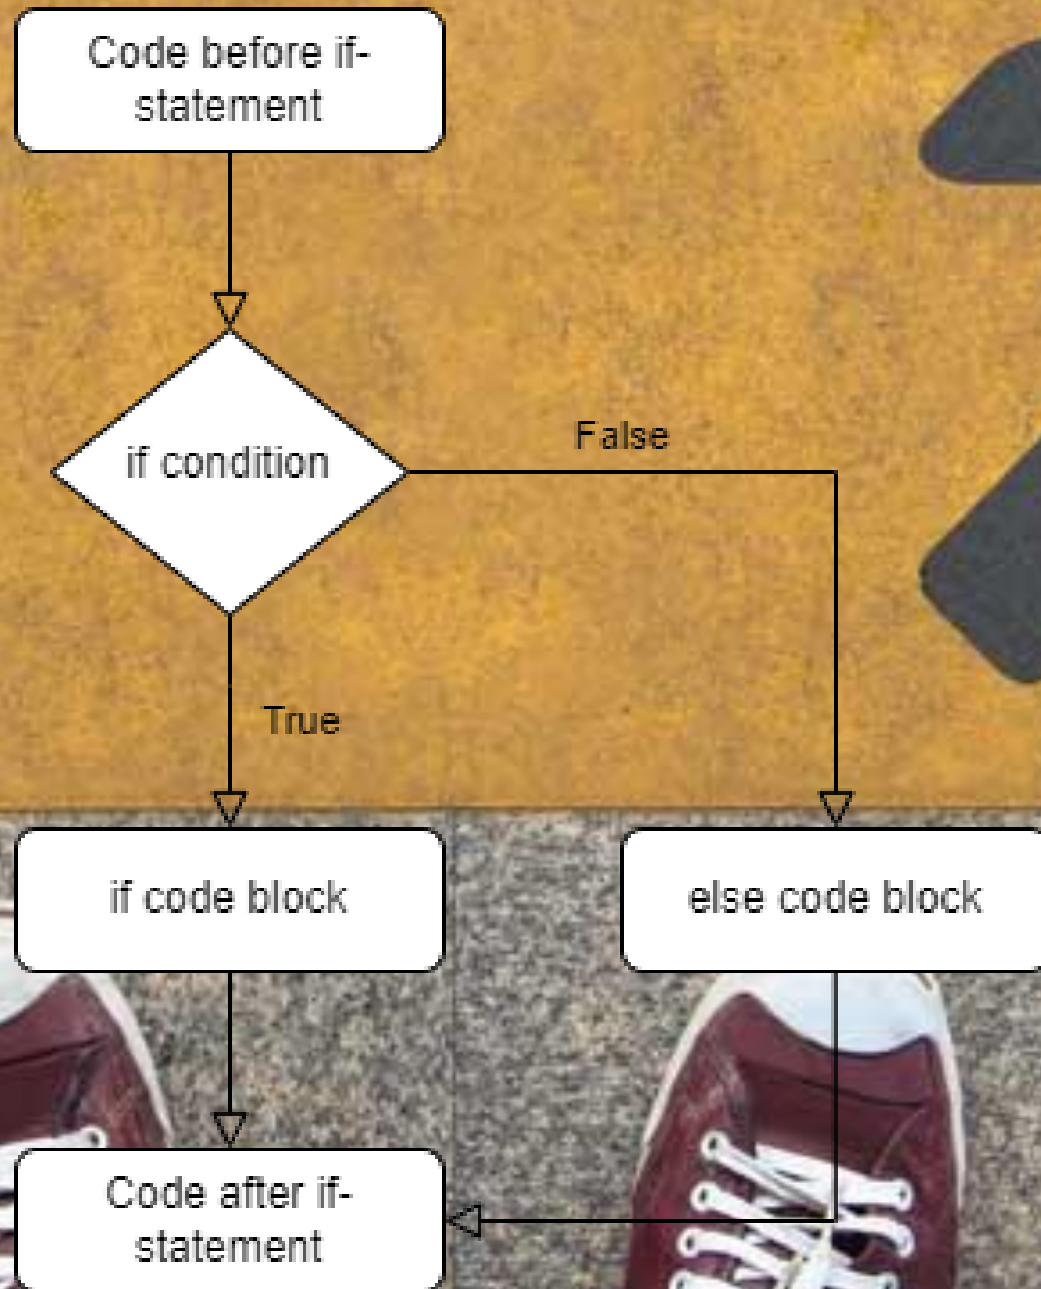 Code before if-
statement
if condition
False
True
if code block
else code block
Code after if-
statement